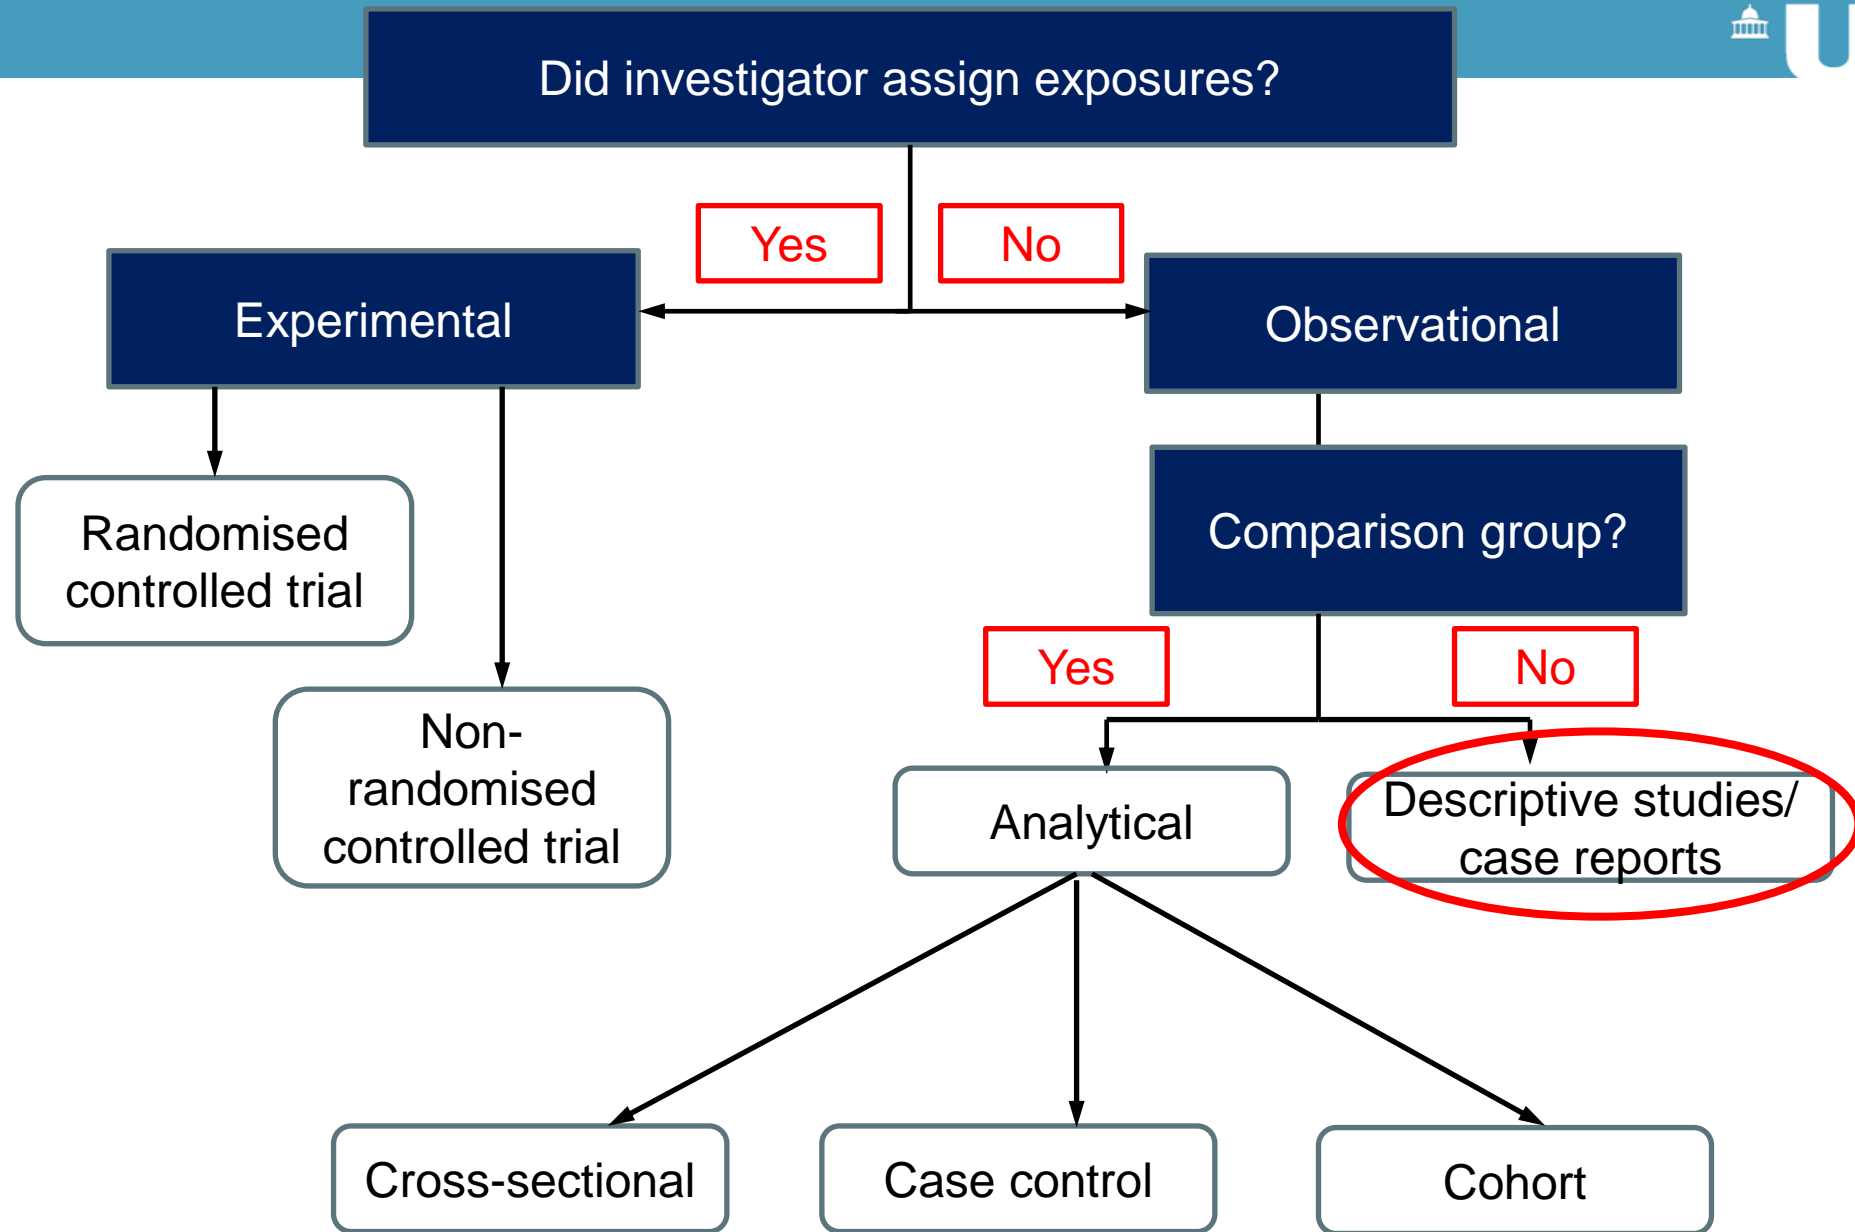 Did investigator assign exposures?
Yes
No
Experimental
Observational
Randomised
controlled trial
Comparison group?
Yes
No
Non-
randomised
controlled trial
Analytical
Descriptive studies/
case reports
Cross-sectional
Case control
Cohort